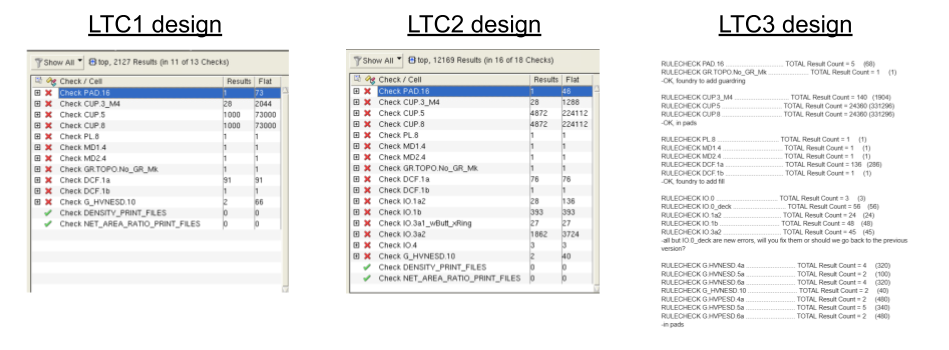 LTC1 design
Show All top, 2127 Results (in 11 of 13 Checks)
Check / Cell Results Flat
Check PAD.16 1 73
Check CUP.3_M4 28 2044
Check CUP.5 1000 73000
Check CUP.8 1000 73000
Check PL.8 1 1
Check MD1.4 1 1
Check MD2.4 1 1
Check GR.TOPO.No_GR_Mk 1 1
Check DCF.1a 91 91
Check DCF.1b 1 1
Check G_HVNESD.10 2 66
Check DENSITY_PRINT_FILES 0 0
Check NET_AREA_RATIO_PRINT_FILES 0 0
LTC2 design
Show All top, 12169 Results (in 16 of 18 Checks)
Check / Cell Results Flat
Check PAD.16 1 46
Check CUP.3_M4 28 1288
Check CUP.5 4872 224112
Check CUP.8 4872 224112
Check PL.8 1 1
Check MD1.4 1 1
Check MD2.4 1 1
Check GR.TOPO.No_GR_Mk 1 1
Check DCF.1a 76 76
Check DCF.1b 1 1
Check IO.1a2 28 136
Check IO.1b 393 393
Check IO.3a1_wButt_xRing 27 27
Check IO.3a2 1862 3724
Check IO.4 3 3
Check G_HVNESD.10 2 40
Check DENSITY_PRINT_FILES 0 0
Check NET_AREA_RATIO_PRINT_FILES 0 0
LTC3 design
RULECHECK PAD.16 ........................ TOTAL Result Count = 5 (68)
RULECHECK GR.TOPO.No_GR_Mk ........................ TOTAL Result Count = 1 (1)
-OK, foundry to add guardring
RULECHECK CUP.3_M4 ........................ TOTAL Result Count = 140 (1904)
RULECHECK CUP.5 ........................ TOTAL Result Count = 24360 (331296)
RULECHECK CUP.8 ........................ TOTAL Result Count = 24360 (331296)
-OK, in pads
RULECHECK PL.8 ........................ TOTAL Result Count = 1 (1)
RULECHECK MD1.4 ........................ TOTAL Result Count = 1 (1)
RULECHECK MD2.4 ........................ TOTAL Result Count = 1 (1)
RULECHECK DCF.1a ........................ TOTAL Result Count = 136 (286)
RULECHECK DCF.1b ........................ TOTAL Result Count = 1 (1)
-OK, foundry to add fill
RULECHECK IO.0 ........................ TOTAL Result Count = 3 (3)
RULECHECK IO.0_deck ........................ TOTAL Result Count = 56 (56)
RULECHECK IO.1a2 ........................ TOTAL Result Count = 24 (24)
RULECHECK IO.1b ........................ TOTAL Result Count = 48 (48)
RULECHECK IO.3a2 ........................ TOTAL Result Count = 45 (45)
-all but IO.0_deck are new errors, will you fix them or should we go back to the previous
version?
RULECHECK G.HVNESD.4a ........................ TOTAL Result Count = 4 (320)
RULECHECK G.HVNESD.5a ........................ TOTAL Result Count = 2 (100)
RULECHECK G.HVNESD.6a ........................ TOTAL Result Count = 4 (320)
RULECHECK G_HVNESD.10 ........................ TOTAL Result Count = 2 (40)
RULECHECK G.HVPESD.4a ........................ TOTAL Result Count = 2 (480)
RULECHECK G.HVPESD.5a ........................ TOTAL Result Count = 5 (340)
RULECHECK G.HVPESD.6a ........................ TOTAL Result Count = 2 (480)
-in pads